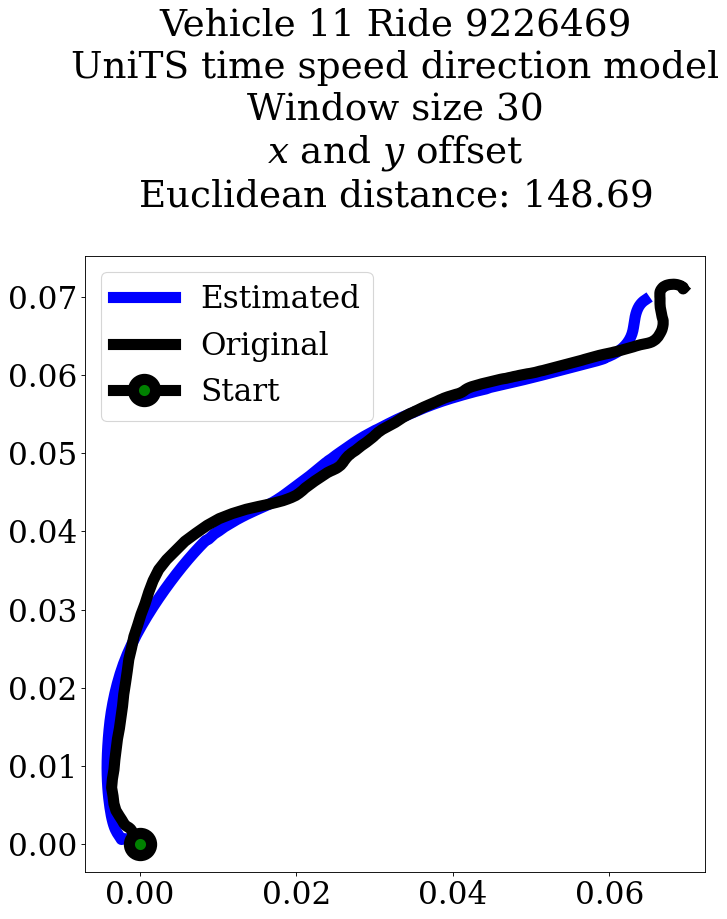 Vehicle 11 Ride 9226469
UniTS time speed direction model
Window size 30
x and y offset
Euclidean distance: 148.69
Estimated
Original
Start
0.07
0.06
0.05
0.04
0.03
0.02
0.01
0.00
0.00 0.02 0.04 0.06